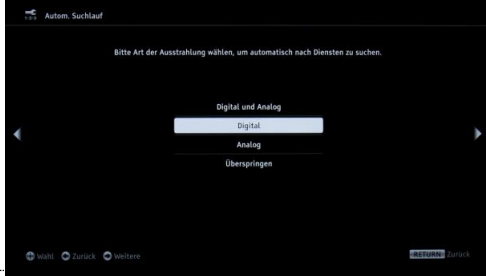 Autom. Suchlauf
Bitte Art der Ausstrahlung wählen, um automatisch nach Diensten zu suchen.
Digital und Analog
Digital
Analog
Überspringen
Wahl Zurück Weitere
RETURN Zurück